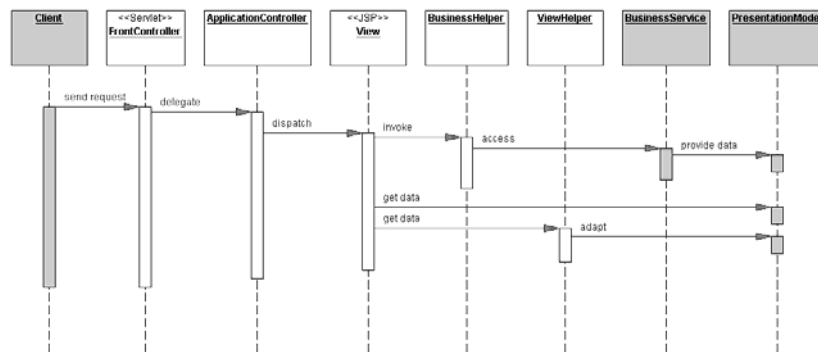 Client
<<Servlet>>
FrontController
ApplicationController
<<JSP>>
View
BusinessHelper
ViewHelper
BusinessService
PresentationModel
send request
delegate
dispatch
invoke
access
provide data
get data
get data
adapt